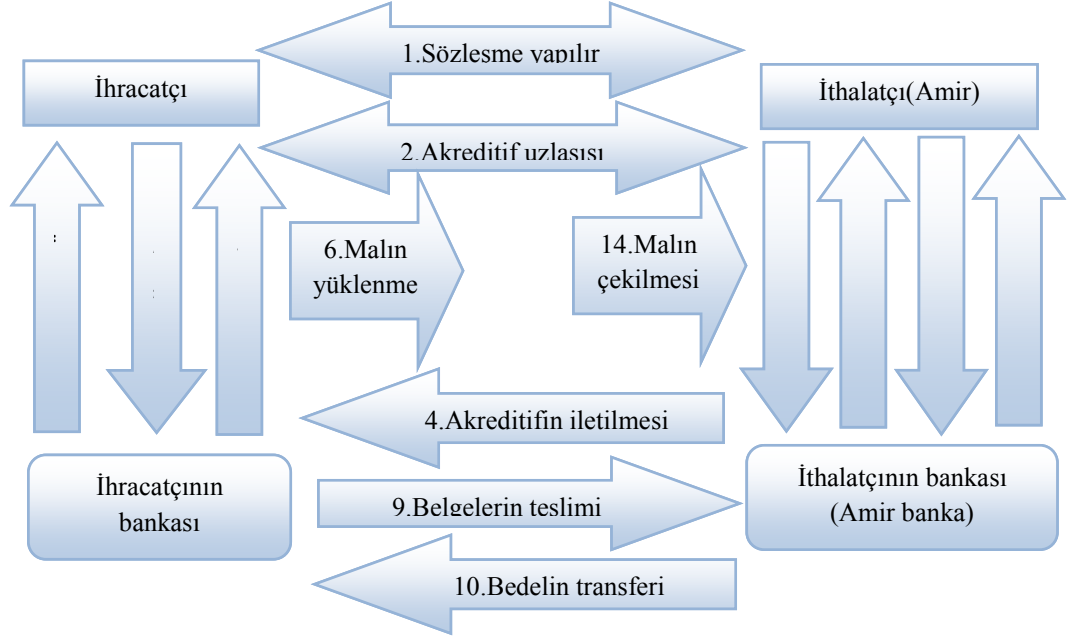 1.Sözleşme yapılır
İhracatçı
İthalatçı(Amir)
2.Akreditif uzlaşısı
6.Malın
yüklenme
14.Malın
çekilmesi
4.Akreditifin iletilmesi
İhracatçının
bankası
9.Belgelerin teslimi
İthalatçının bankası
(Amir banka)
10.Bedelin transferi